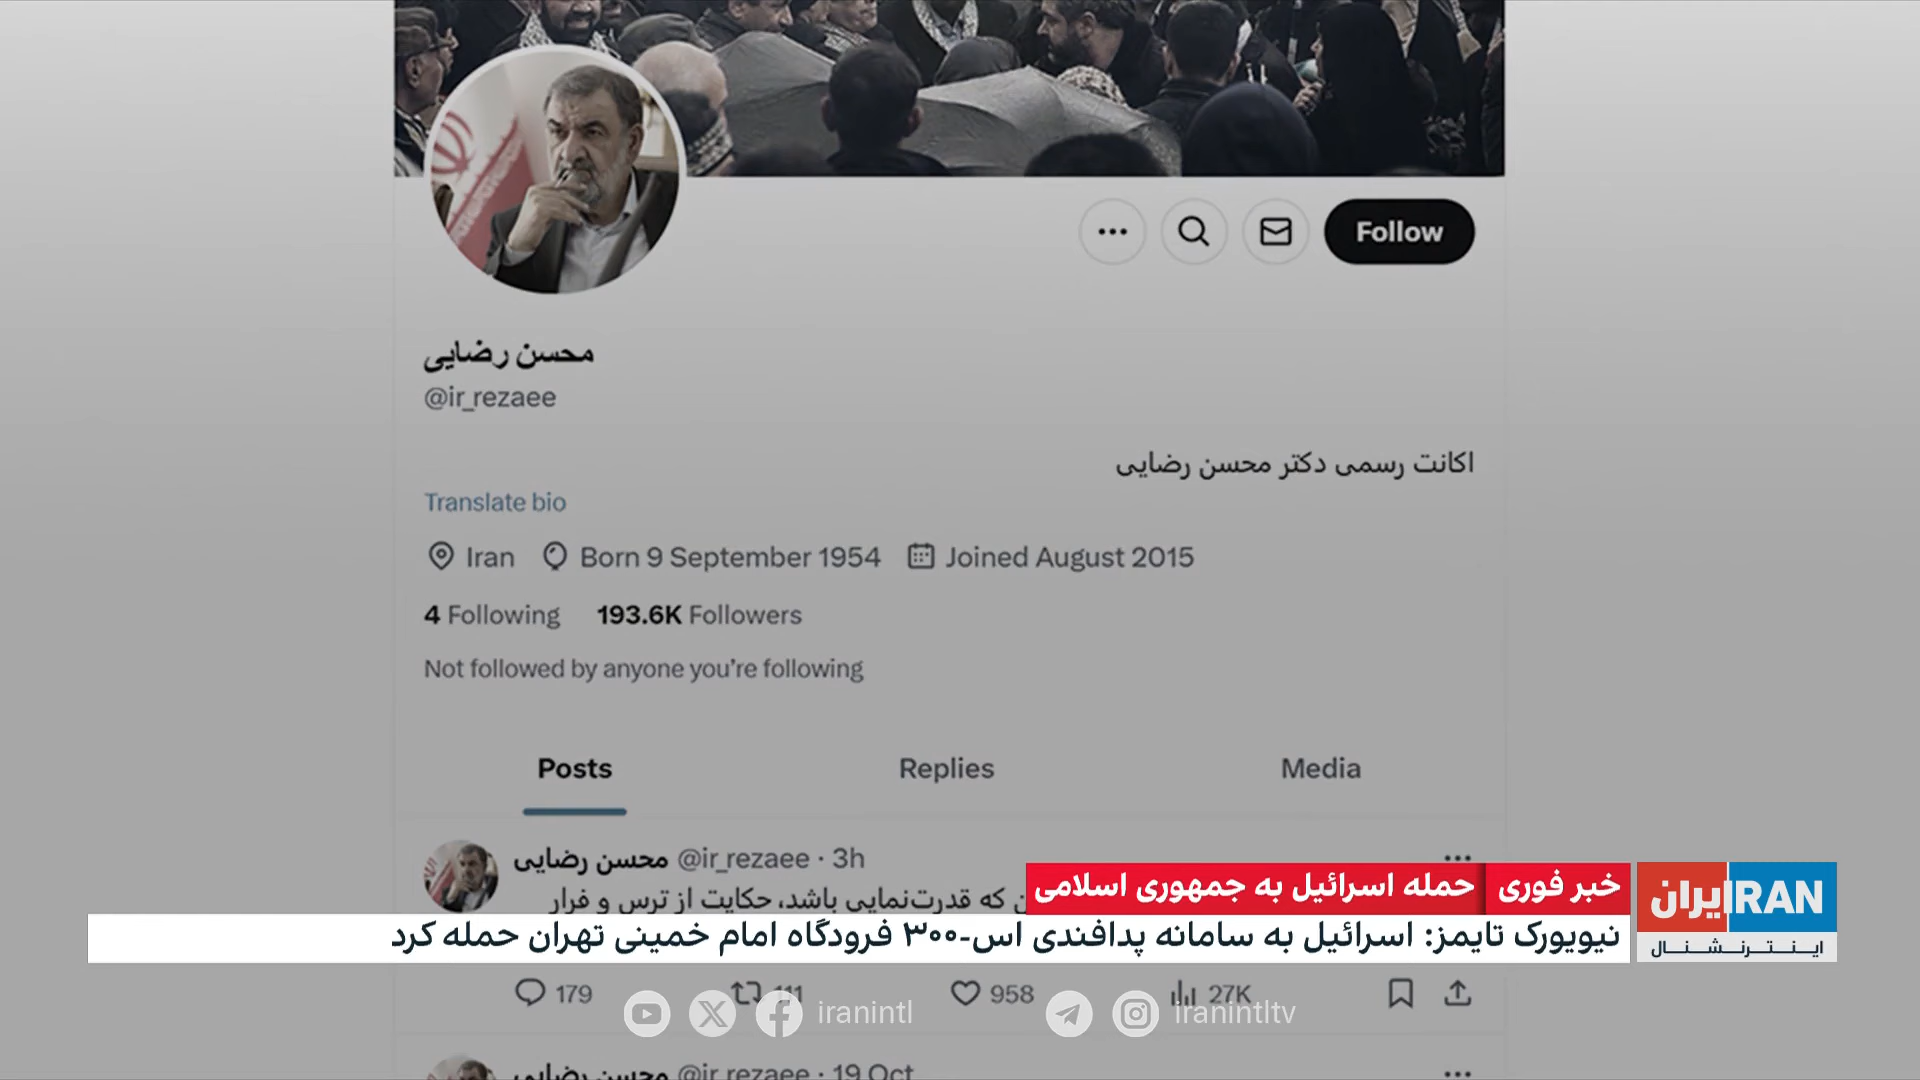 Follow
محسن رضایی
@ir_rezaee
اکانت رسمی دکتر محسن رضایی
Translate bio
Iran Born 9 September 1954 Joined August 2015
4 Following 193.6K Followers
Not followed by anyone you're following
Posts Replies Media
محسن رضایی @ir_rezaee · 3h
که قدرت‌نمایی باشد، حکایت از ترس و فرار
خبر فوری حمله اسرائیل به جمهوری اسلامی
نیویورک تایمز: اسرائیل به سامانه پدافندی اس-۳۰۰ فرودگاه امام خمینی تهران حمله کرد
ایران IRAN
اینترنشنال
179 111 958 27K
iranintl iranintltv
محسن رضایی @ir_rezaee · 19 Oct